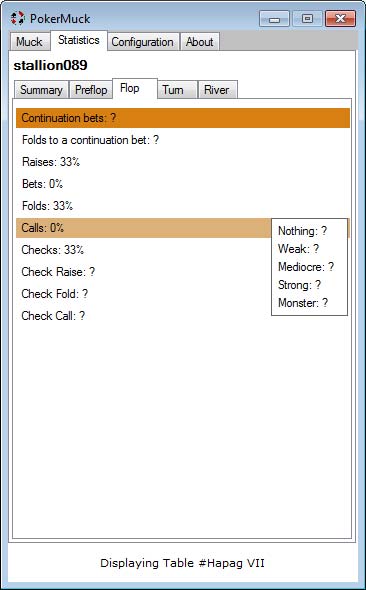 PokerMuck
Muck Statistics Configuration About
stallion089
Summary Preflop Flop Turn River
Continuation bets: ?
Folds to a continuation bet: ?
Raises: 33%
Bets: 0%
Folds: 33%
Calls: 0%
Checks: 33%
Check Raise: ?
Check Fold: ?
Check Call: ?
Nothing: ?
Weak: ?
Mediocre: ?
Strong: ?
Monster: ?
Displaying Table #Hapag VII